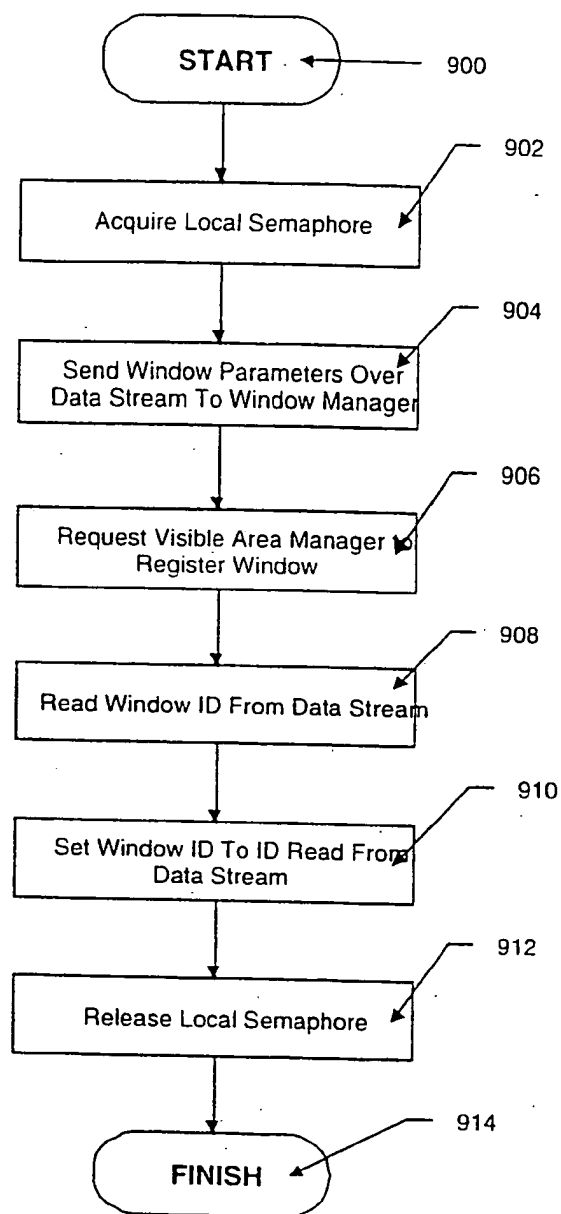 START
900
902
Acquire Local Semaphore
904
Send Window Parameters Over
Data Stream To Window Manager
906
Request Visible Area Manager to
Register Window
908
Read Window ID From Data Stream
910
Set Window ID To ID Read From
Data Stream
912
Release Local Semaphore
914
FINISH